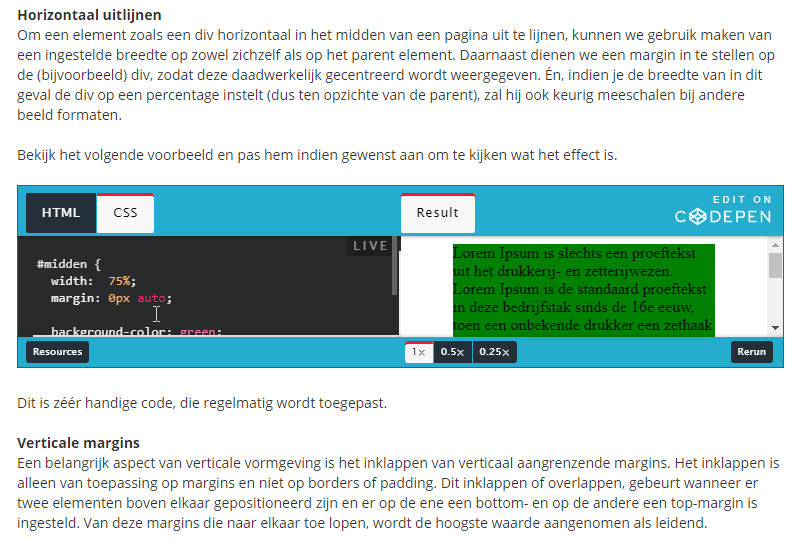 Horizontaal uitlijnen
Om een element zoals een div horizontaal in het midden van een pagina uit te lijnen, kunnen we gebruik maken van
een ingestelde breedte op zowel zichzelf als op het parent element. Daarnaast dienen we een margin in te stellen op
de (bijvoorbeeld) div, zodat deze daadwerkelijk gecentreerd wordt weergegeven. Én, indien je de breedte van in dit
geval de div op een percentage instelt (dus ten opzichte van de parent), zal hij ook keurig meeschalen bij andere
beeld formaten.
Bekijk het volgende voorbeeld en pas hem indien gewenst aan om te kijken wat het effect is.
HTML CSS Result EDIT ON
CODEPEN
LIVE
#midden {
width: 75%;
margin: 0px auto;
background-color: green;
Lorem Ipsum is slechts een proeftekst
uit het drukkerij- en zetterijwezen.
Lorem Ipsum is de standaard proeftekst
in deze bedrijfstak sinds de 16e eeuw,
toen een onbekende drukker een zethaak
Resources 1x 0.5x 0.25x Rerun
Dit is zéér handige code, die regelmatig wordt toegepast.
Verticale margins
Een belangrijk aspect van verticale vormgeving is het inklappen van verticaal aangrenzende margins. Het inklappen is
alleen van toepassing op margins en niet op borders of padding. Dit inklappen of overlappen, gebeurt wanneer er
twee elementen boven elkaar gepositioneerd zijn en er op de ene een bottom- en op de andere een top-margin is
ingesteld. Van deze margins die naar elkaar toe lopen, wordt de hoogste waarde aangenomen als leidend.